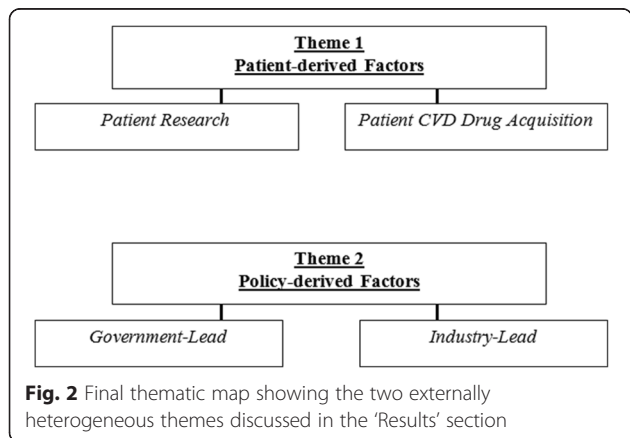 Theme 1
Patient-derived Factors
Patient Research
Patient CVD Drug Acquisition
Theme 2
Policy-derived Factors
Government-Lead
Industry-Lead
Fig. 2 Final thematic map showing the two externally
heterogeneous themes discussed in the ‘Results’ section